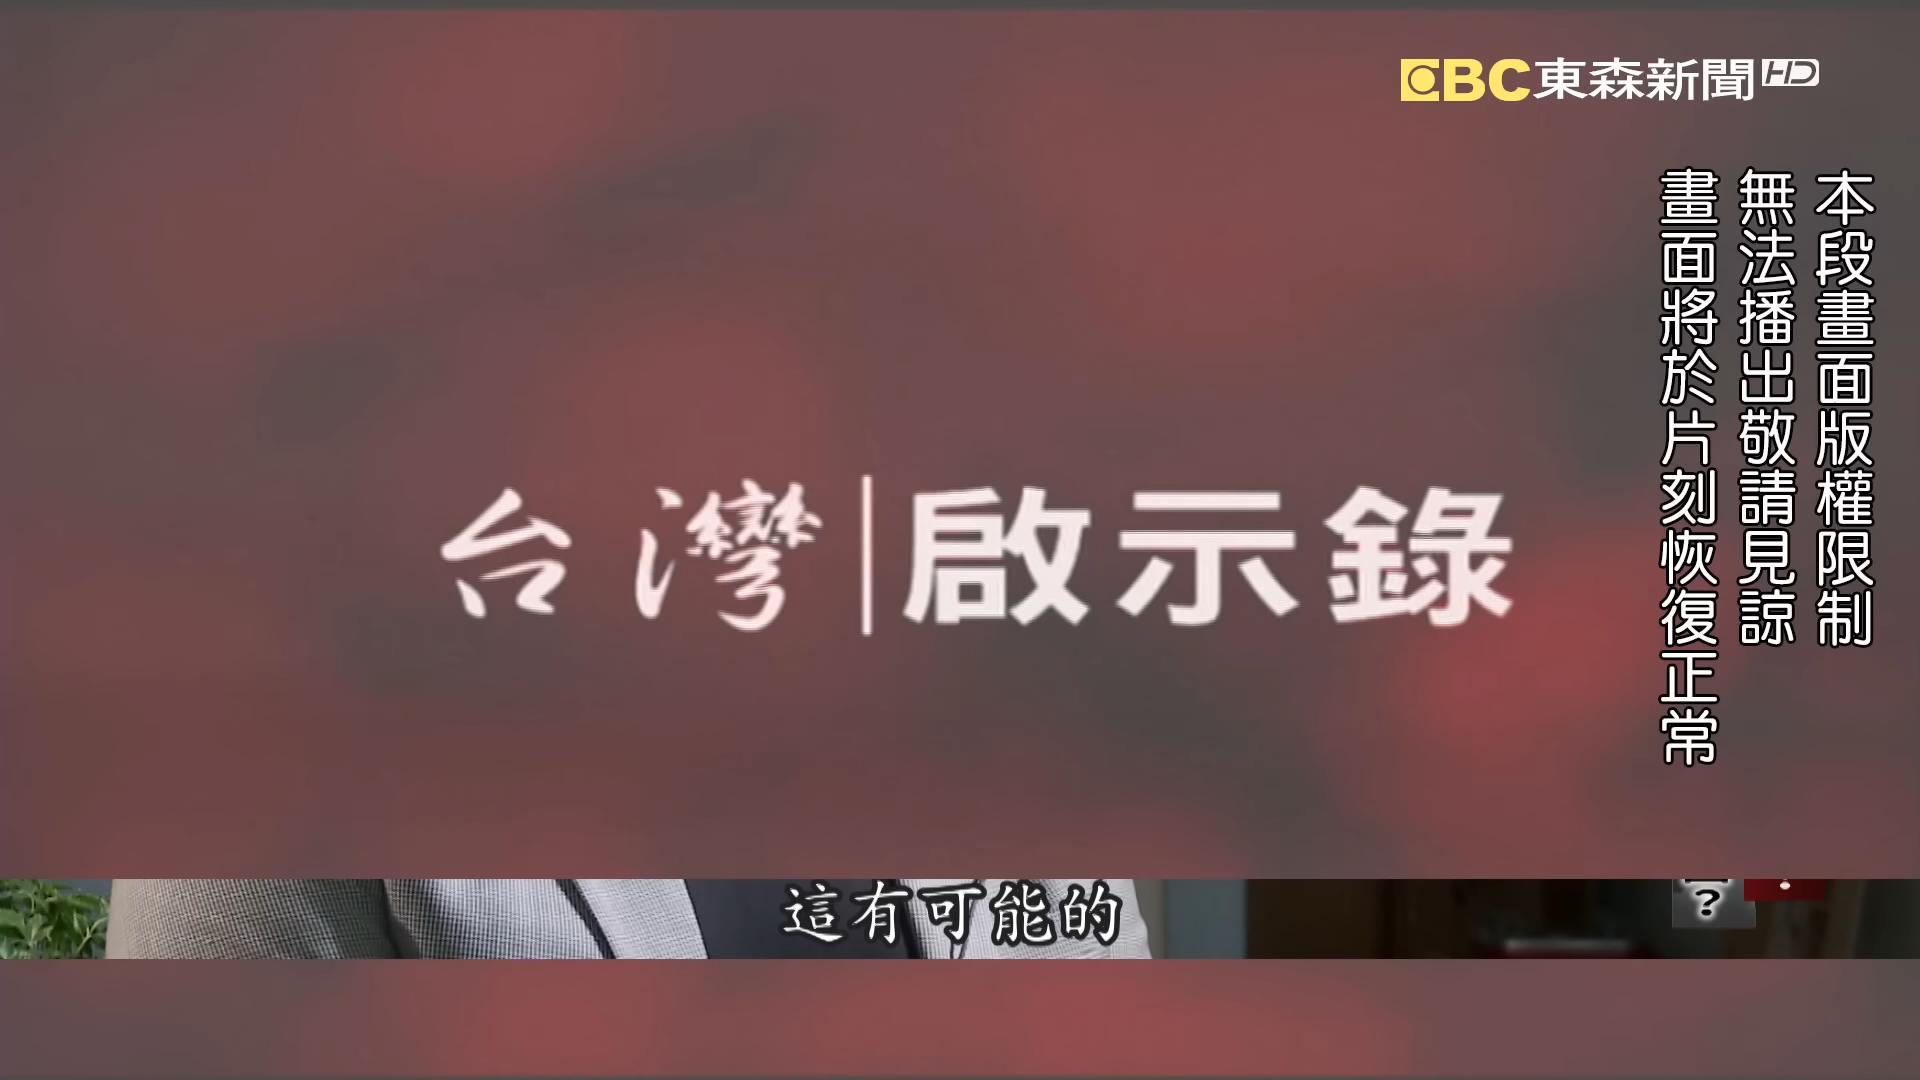 EBC東森新聞HD
本段畫面版權限制
無法播出敬請見諒
畫面將於片刻恢復正常
台灣|啟示錄
這有可能的
?
!